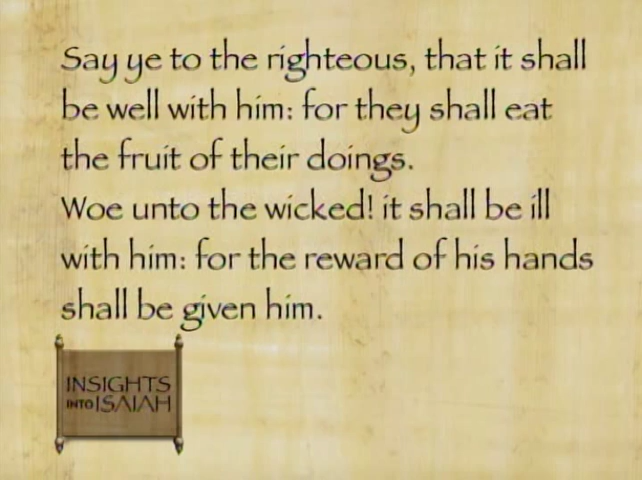 Say ye to the righteous, that it shall
be well with him: for they shall eat
the fruit of their doings.
Woe unto the wicked! it shall be ill
with him: for the reward of his hands
shall be given him.
INSIGHTS
INTO ISAIAH